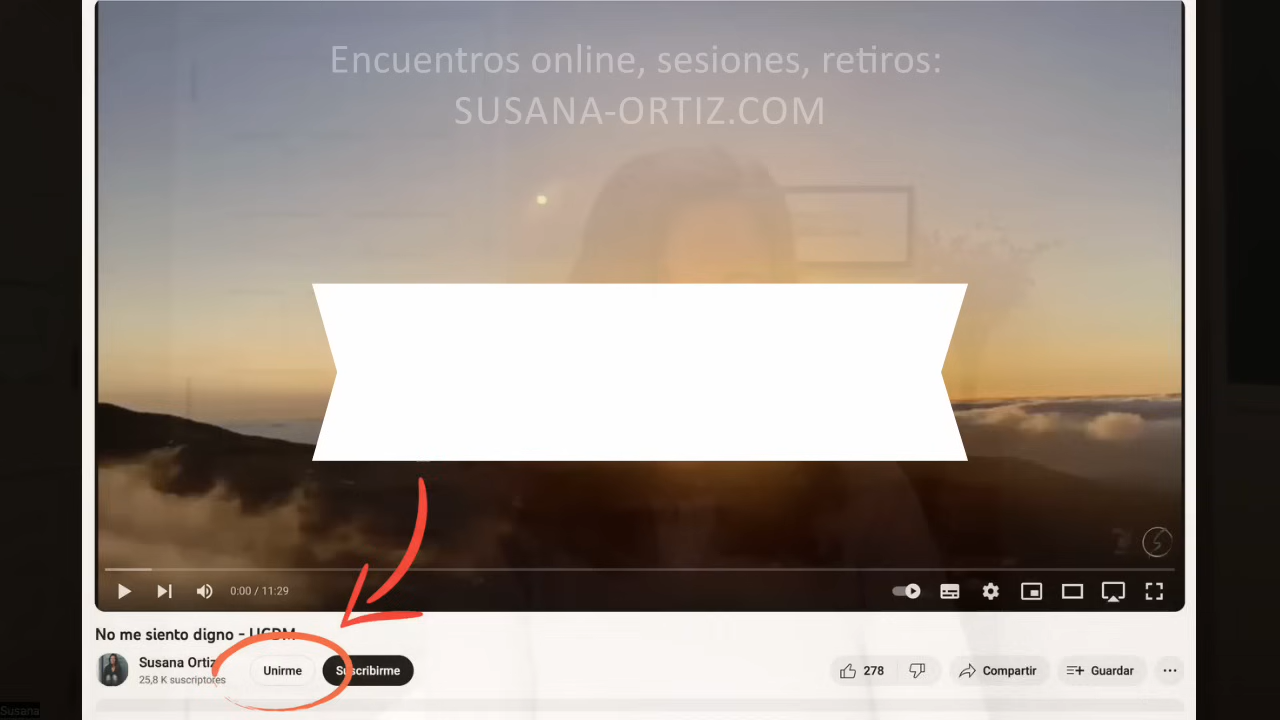 Encuentros online, sesiones, retiros:
SUSANA-ORTIZ.COM
0:00 / 11:29
No me siento digno - UCDM
Susana Ortiz
25,8 K suscriptores
Unirme
Suscribirme
278
Compartir
Guardar
Susana